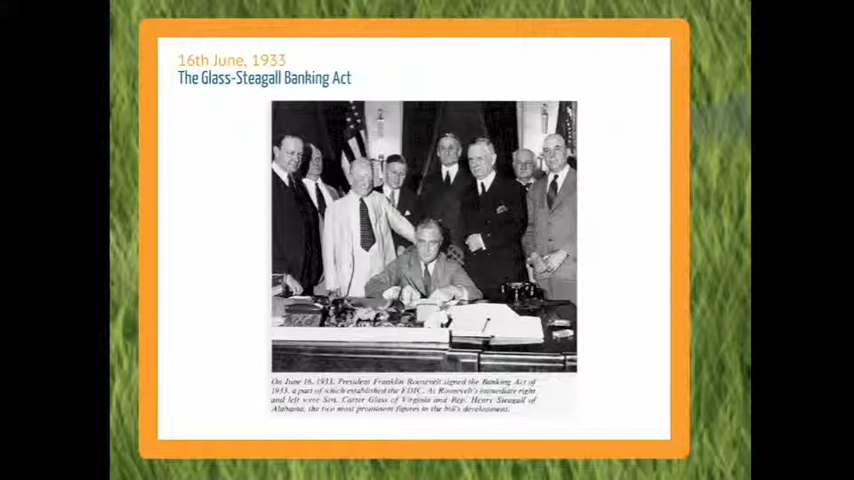 16th June, 1933
The Glass-Steagall Banking Act
On June 16, 1933, President Franklin Roosevelt signed the Banking Act of
1933, a part of which established the FDIC. At Roosevelt's immediate right
and left were Sen. Carter Glass of Virginia and Rep. Henry Steagall of
Alabama, the two most prominent figures in the bill's development.